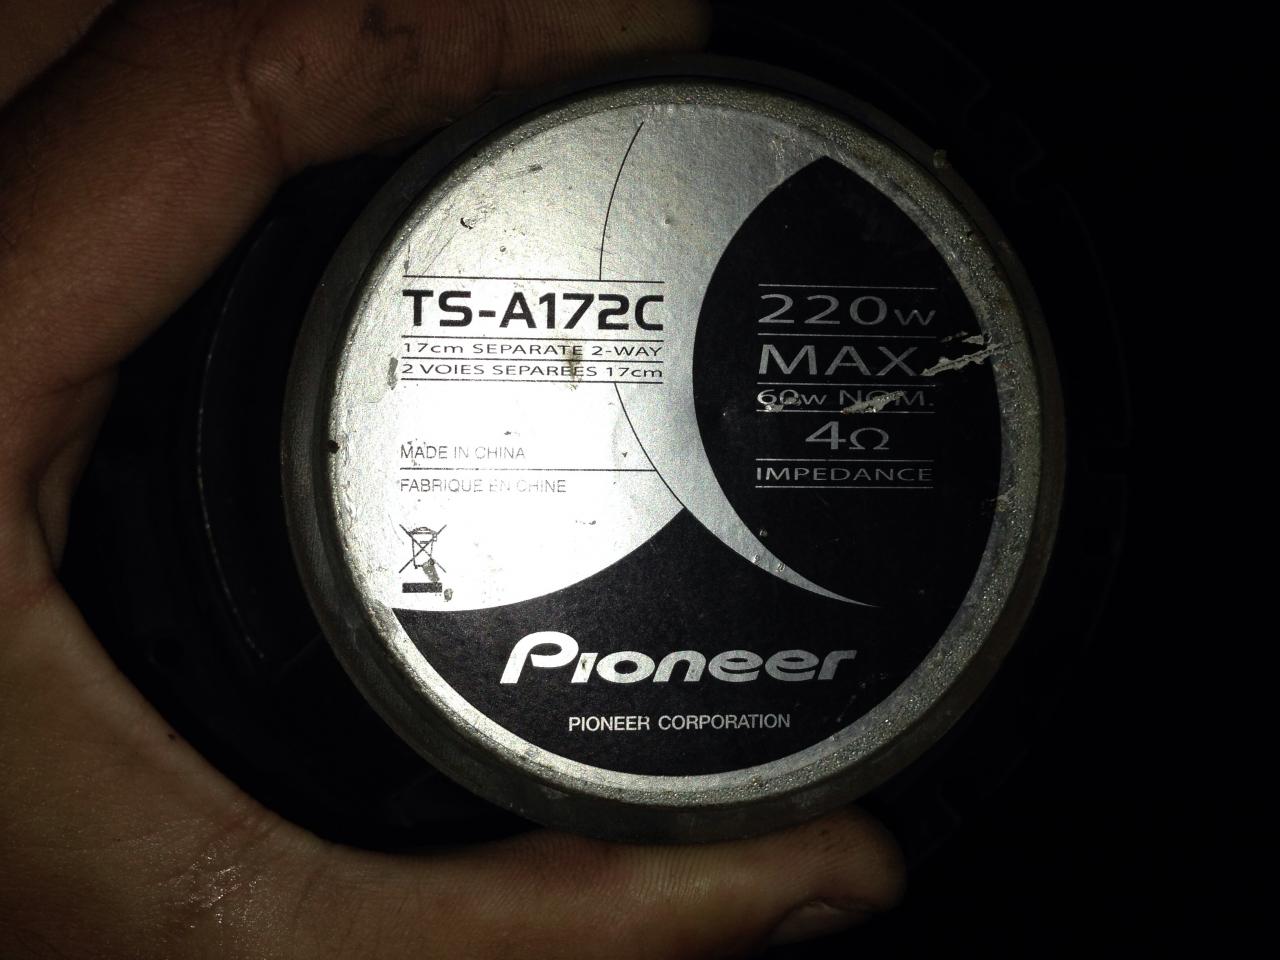 TS-A172C
17cm SEPARATE 2-WAY
2 VOIES SEPAREES 17cm
MADE IN CHINA
FABRIQUE EN CHINE
220w
MAX.
60w NOM.
4Ω
IMPEDANCE
Pioneer
PIONEER CORPORATION